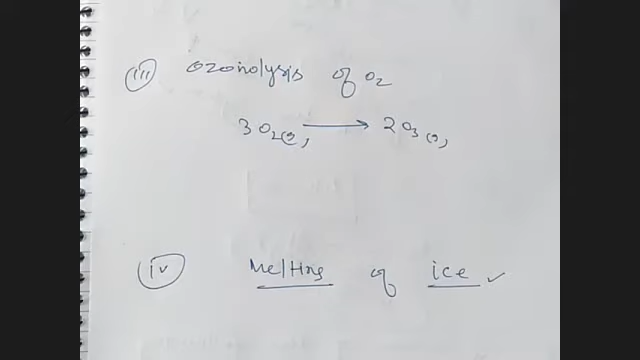 (iii) ozonolysis of O₂
3O₂(g) ⟶ 2O₃(g)
(iv) Melting of ice ✓